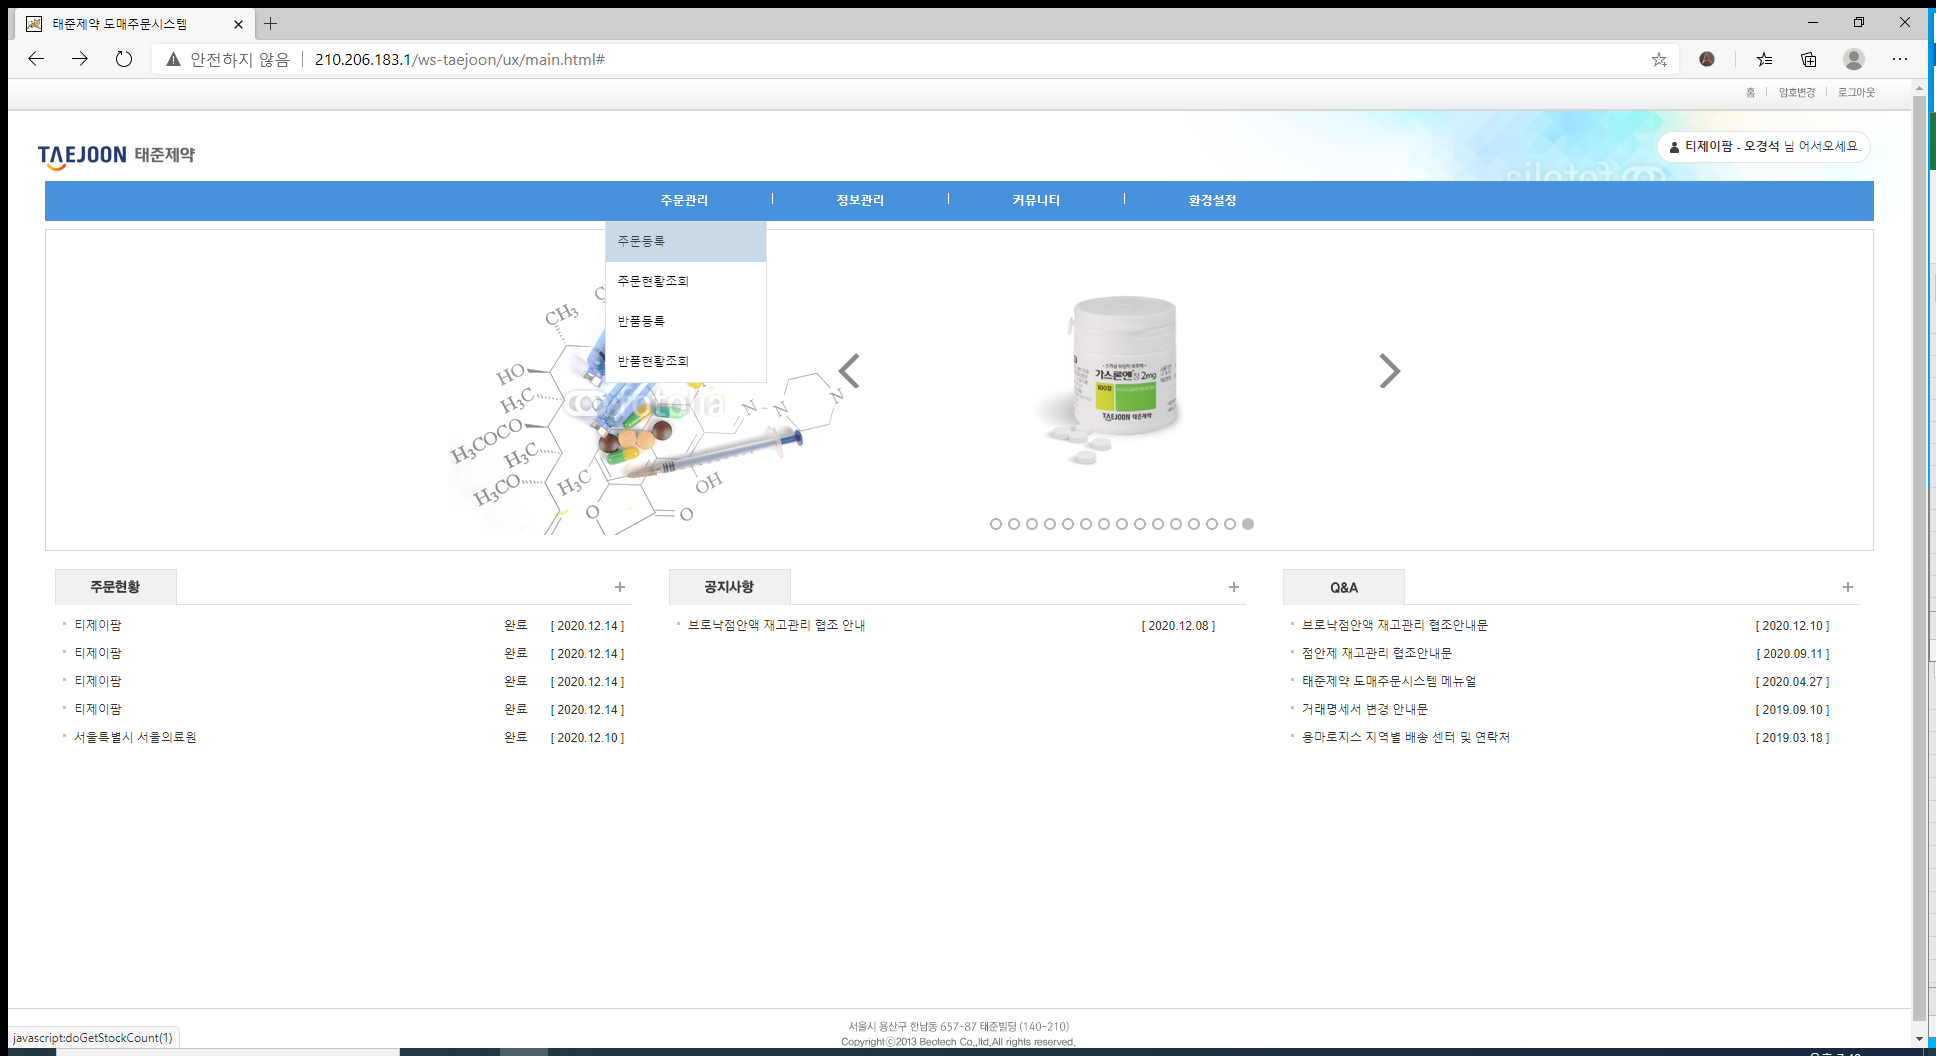 태준제약 도매주문시스템
안전하지 않음 210.206.183.1/ws-taejoon/ux/main.html#
홈 암호변경 로그아웃
TAEJOON 태준제약
티제이팜 - 오경석 님 어서오세요.
fotolia
주문관리 정보관리 커뮤니티 환경설정
주문등록
주문현황조회
반품등록
반품현황조회
CH3
HO
H3C
H3COCO
H3C
H3CO
H3C
N
N
N
OH
O
O
fotolia
가스론엔정 2mg
100정
TAEJOON 태준제약
주문현황
티제이팜 완료 [ 2020.12.14 ]
티제이팜 완료 [ 2020.12.14 ]
티제이팜 완료 [ 2020.12.14 ]
티제이팜 완료 [ 2020.12.14 ]
서울특별시 서울의료원 완료 [ 2020.12.10 ]
공지사항
브로낙점안액 재고관리 협조 안내 [ 2020.12.08 ]
Q&A
브로낙점안액 재고관리 협조안내문 [ 2020.12.10 ]
점안제 재고관리 협조안내문 [ 2020.09.11 ]
태준제약 도매주문시스템 메뉴얼 [ 2020.04.27 ]
거래명세서 변경 안내문 [ 2019.09.10 ]
용마로지스 지역별 배송 센터 및 연락처 [ 2019.03.18 ]
서울시 용산구 한남동 657-87 태준빌딩 (140-210)
Copyrightⓒ2013 Beotech Co.,ltd.All rights reserved.
javascript:doGetStockCount(1)